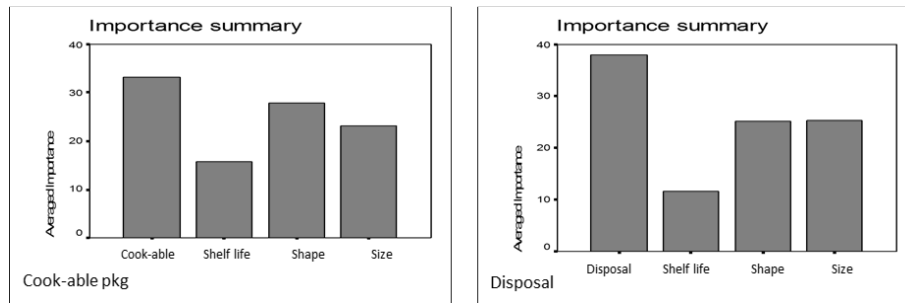 Importance summary
40
30
20
10
0
Averaged Importance
Cook-able Shelf life Shape Size
Cook-able pkg
Importance summary
40
30
20
10
0
Averaged Importance
Disposal Shelf life Shape Size
Disposal